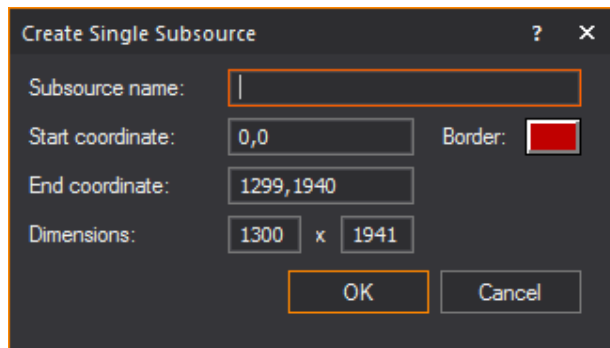 Create Single Subsource ? ×
Subsource name:
Start coordinate: 0,0 Border:
End coordinate: 1299,1940
Dimensions: 1300 x 1941
OK Cancel